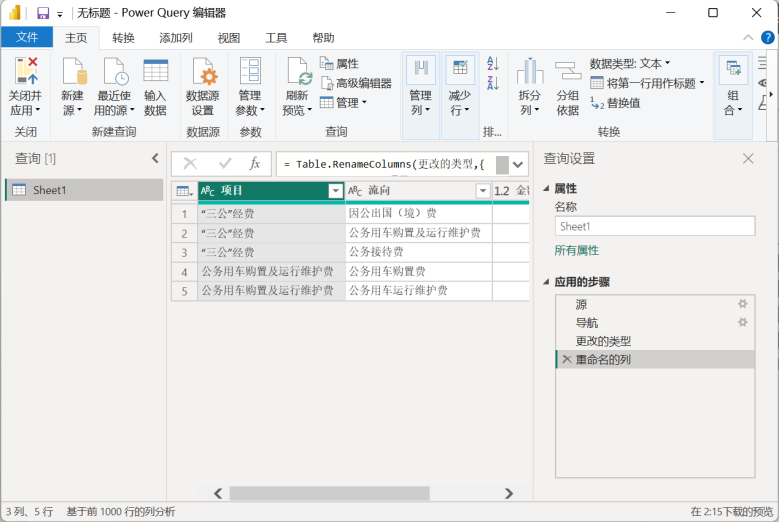 无标题 - Power Query 编辑器
文件 主页 转换 添加列 视图 工具 帮助
关闭并应用 新建源 最近使用的源 输入数据 数据源设置 管理参数 刷新预览 属性 高级编辑器 管理 管理列 减少行 拆分列 分组依据 数据类型: 文本 将第一行用作标题 替换值 组合
关闭 新建查询 数据源 参数 查询 排... 转换
查询 [1]
Sheet1
fx = Table.RenameColumns(更改的类型,{
ABC 项目 ABC 流向 1.2
1 “三公”经费 因公出国（境）费
2 “三公”经费 公务用车购置及运行维护费
3 “三公”经费 公务接待费
4 公务用车购置及运行维护费 公务用车购置费
5 公务用车购置及运行维护费 公务用车运行维护费
查询设置
属性
名称
Sheet1
所有属性
应用的步骤
源
导航
更改的类型
重命名的列
3 列、5 行 基于前 1000 行的列分析 在 2:15下载的预览